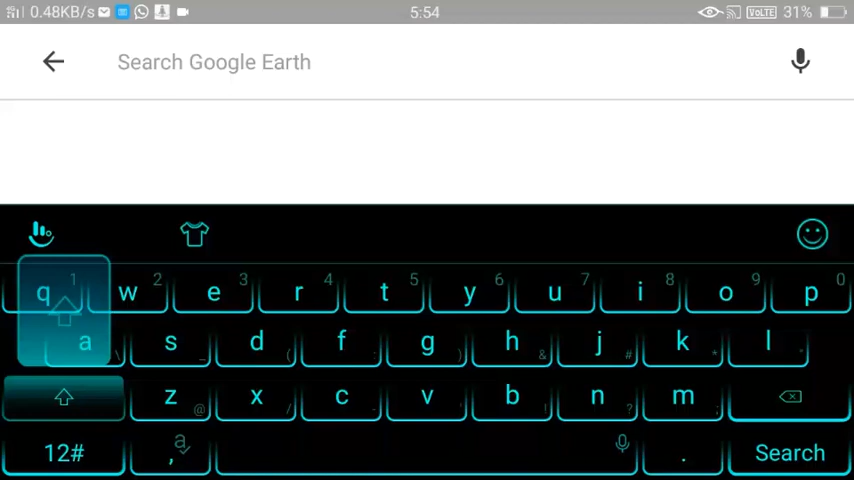 0.48KB/s 5:54 VoLTE 31%
Search Google Earth
q 1 w 2 e 3 r 4 t 5 y 6 u 7 i 8 o 9 p 0
a \ s _ d ( f : g ) h & j # k * l
z @ x / c - v b ! n ? m ;
12# , a . Search